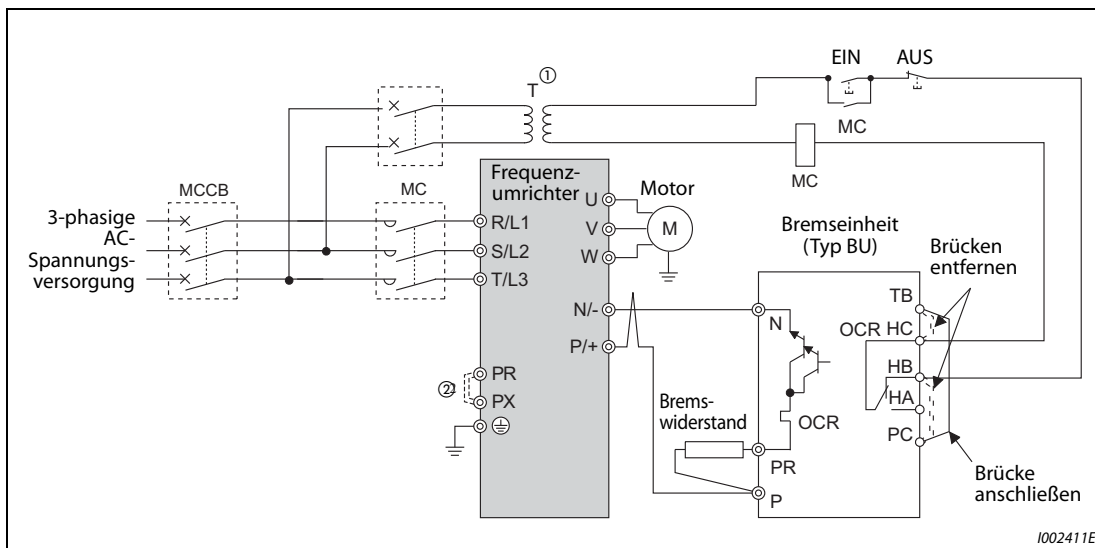 EIN
AUS
T ①
MC
MC
MCCB
MC
3-phasige
AC-
Spannungs-
versorgung
Frequenz-
umrichter
R/L1
S/L2
T/L3
U
V
W
Motor
M
N/-
P/+
PR
PX
②
Bremseinheit
(Typ BU)
Brücken
entfernen
TB
OCR
HC
HB
HA
PC
N
OCR
Brems-
widerstand
PR
P
Brücke
anschließen
I002411E